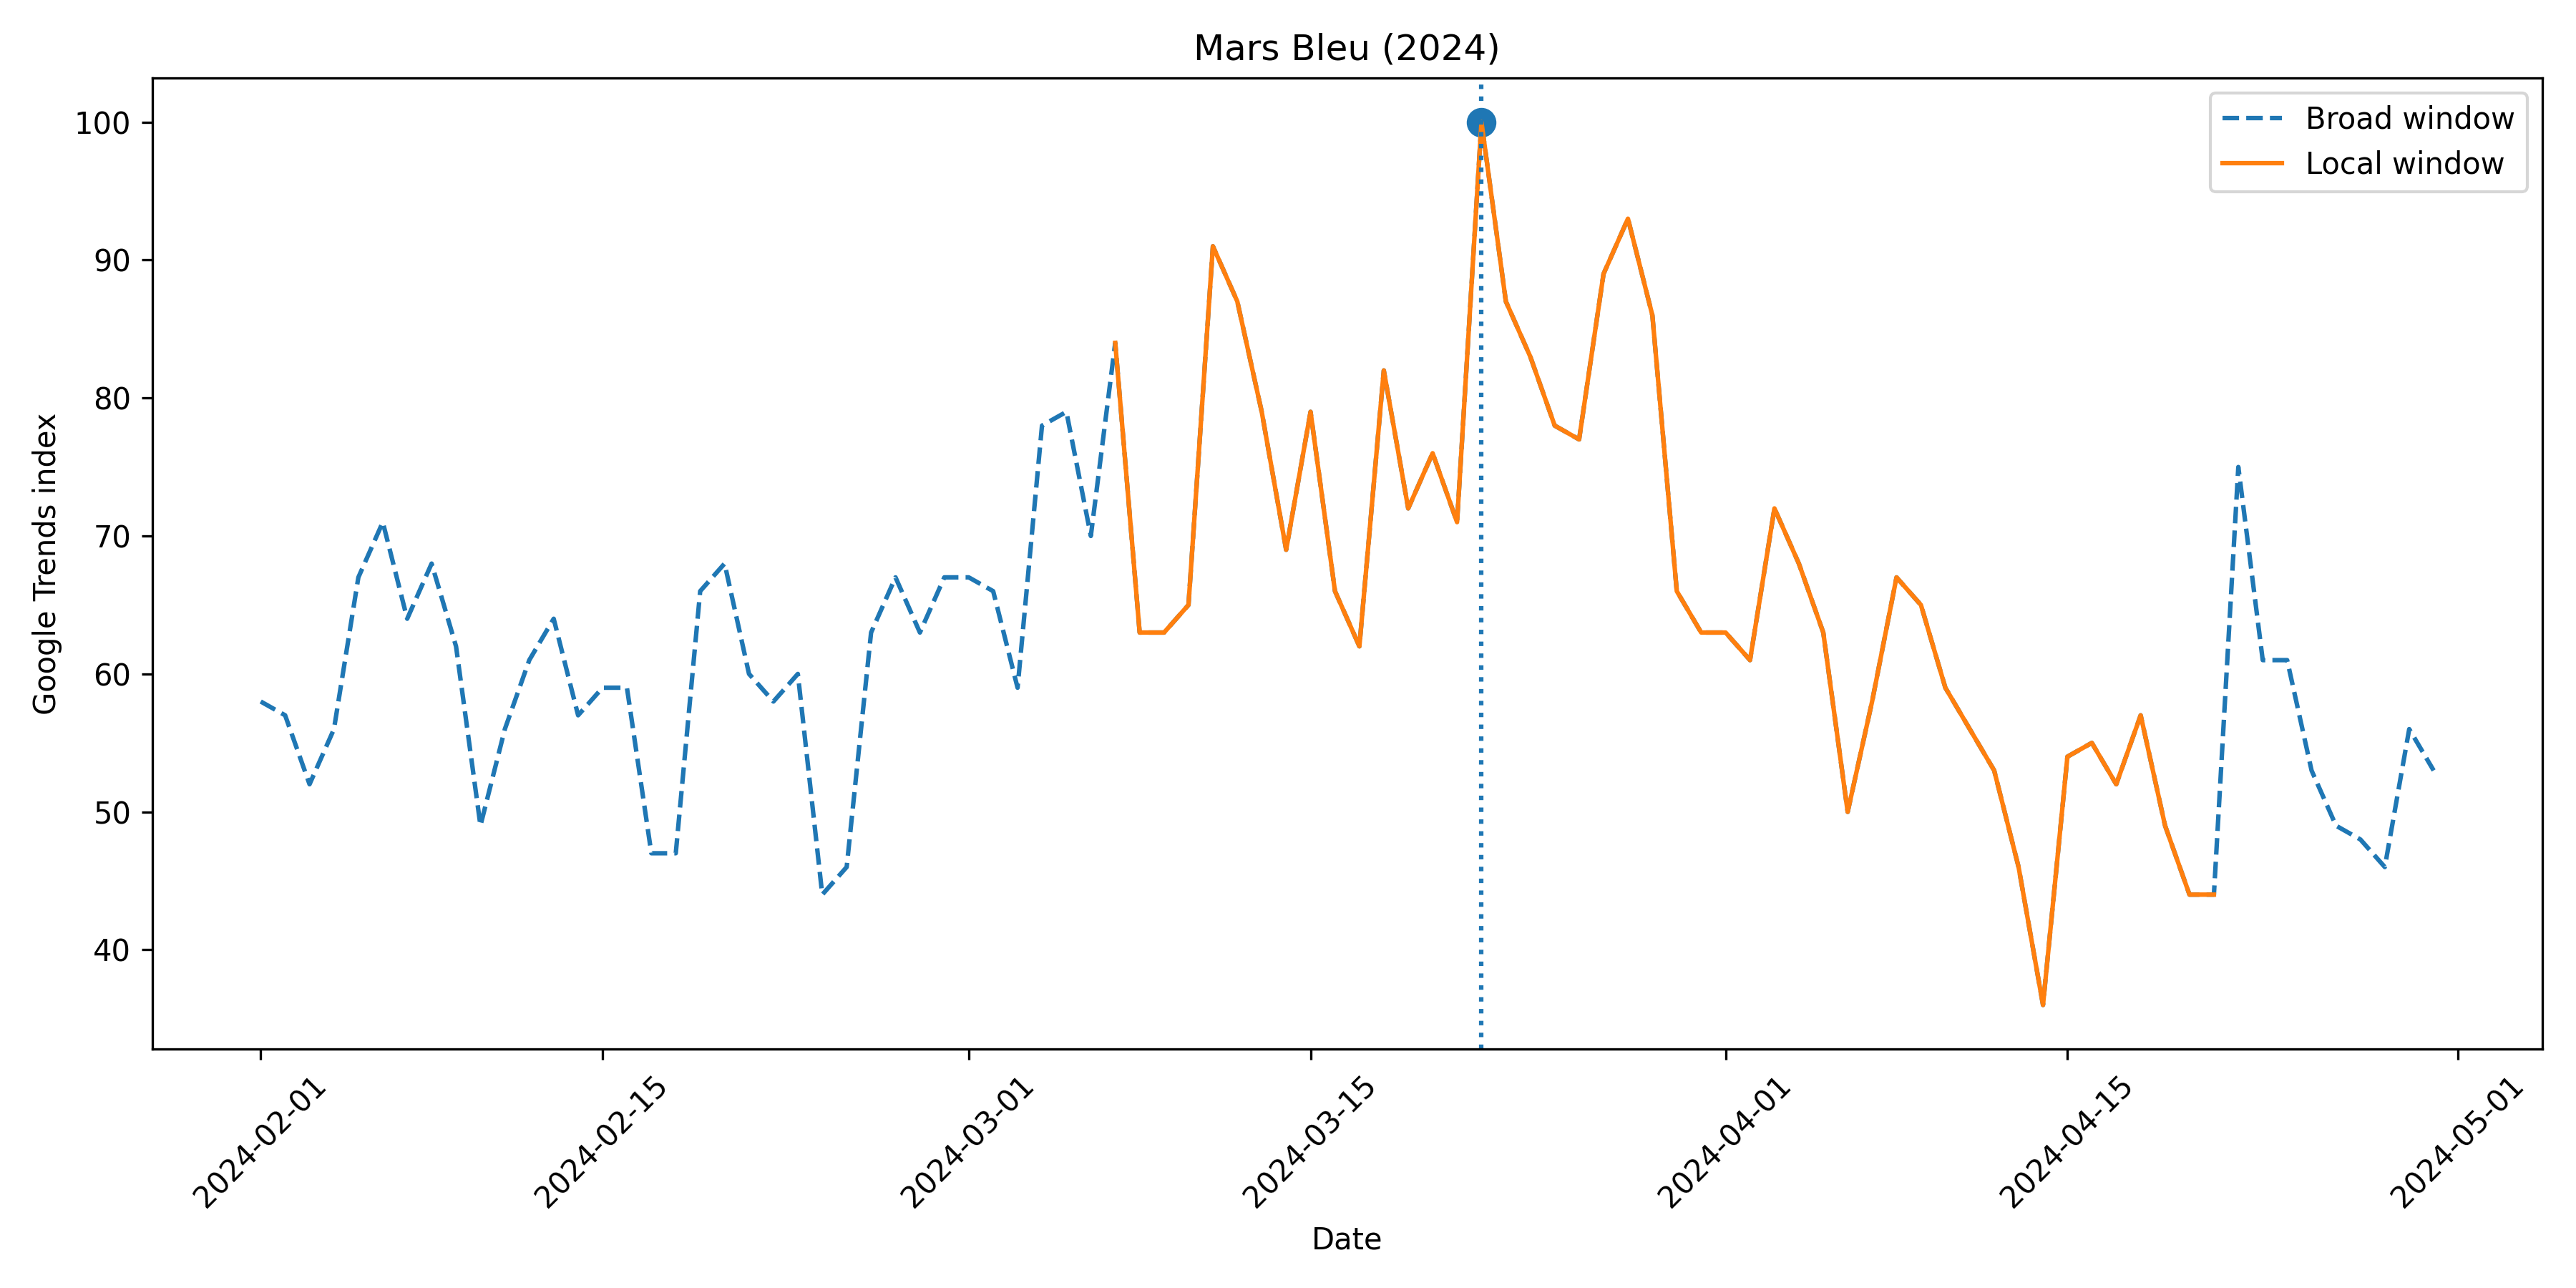 Mars Bleu (2024)
Broad window
Local window
Google Trends index
100
90
80
70
60
50
40
2024-02-01
2024-02-15
2024-03-01
2024-03-15
2024-04-01
2024-04-15
2024-05-01
Date